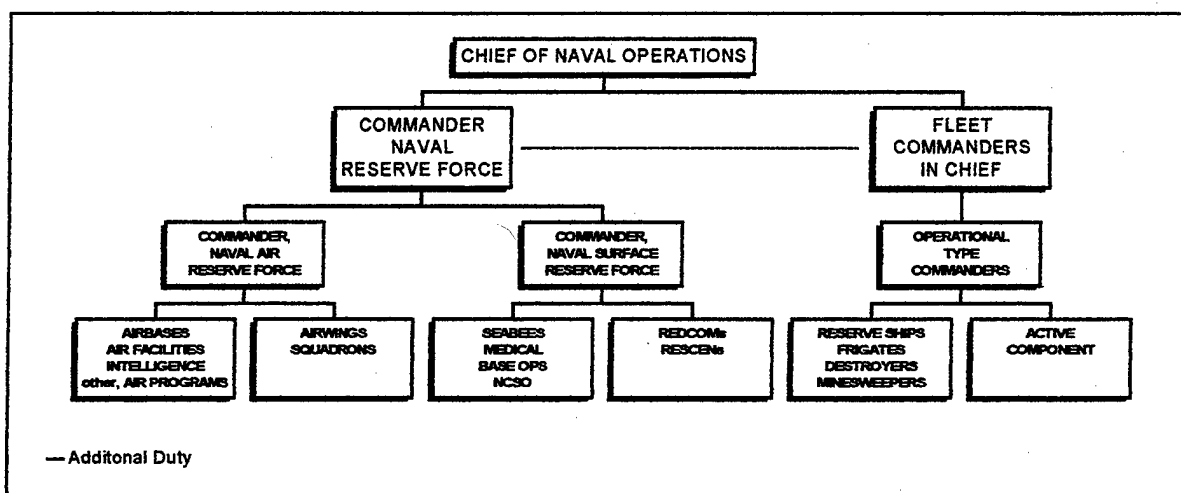 CHIEF OF NAVAL OPERATIONS
COMMANDER
NAVAL
RESERVE FORCE
FLEET
COMMANDERS
IN CHIEF
COMMANDER,
NAVAL AIR
RESERVE FORCE
COMMANDER,
NAVAL SURFACE
RESERVE FORCE
OPERATIONAL
TYPE
COMMANDERS
AIRBASES
AIR FACILITIES
INTELLIGENCE
other, AIR PROGRAMS
AIRWINGS
SQUADRONS
SEABEES
MEDICAL
BASE OPS
NCSO
REDCOMs
RESCENs
RESERVE SHIPS
FRIGATES
DESTROYERS
MINESWEEPERS
ACTIVE
COMPONENT
— Additonal Duty